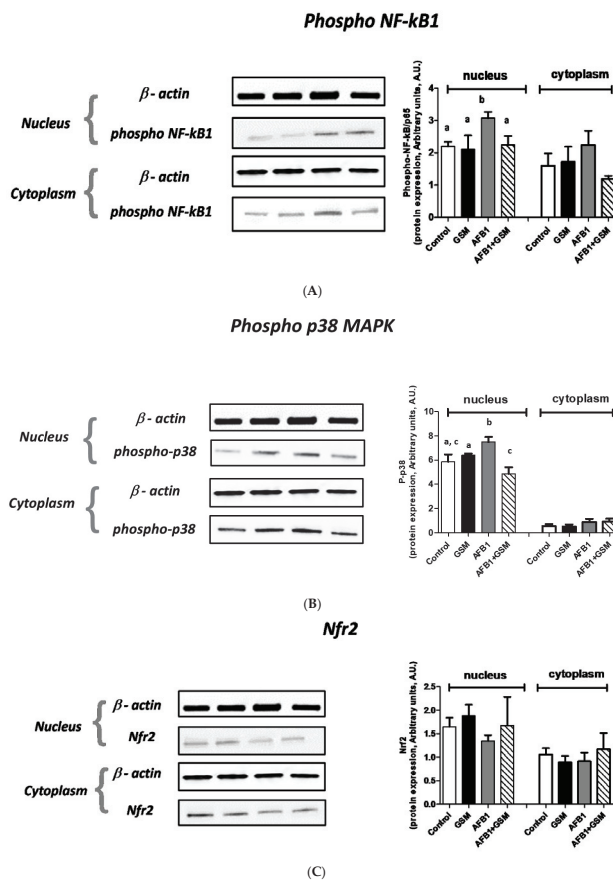 Phospho NF-kB1
Nucleus
β- actin
phospho NF-kB1
Cytoplasm
β- actin
phospho NF-kB1
Phospho-NF-kB/p65
(protein expression, Arbitrary units, A.U.)
nucleus
cytoplasm
4
3
2
1
0
a
a
b
a
Control
GSM
AFB1
AFB1+GSM
Control
GSM
AFB1
AFB1+GSM
(A)
Phospho p38 MAPK
Nucleus
β- actin
phospho-p38
Cytoplasm
β- actin
phospho-p38
P-p38
(protein expression, Arbitrary units, A.U.)
nucleus
cytoplasm
10
8
6
4
2
0
a, c
a
b
c
Control
GSM
AFB1
AFB1+GSM
Control
GSM
AFB1
AFB1+GSM
(B)
Nfr2
Nucleus
β- actin
Nfr2
Cytoplasm
β- actin
Nfr2
Nrf2
(protein expression, Arbitrary units, A.U.)
nucleus
cytoplasm
2.5
2.0
1.5
1.0
0.5
0.0
Control
GSM
AFB1
AFB1+GSM
Control
GSM
AFB1
AFB1+GSM
(C)